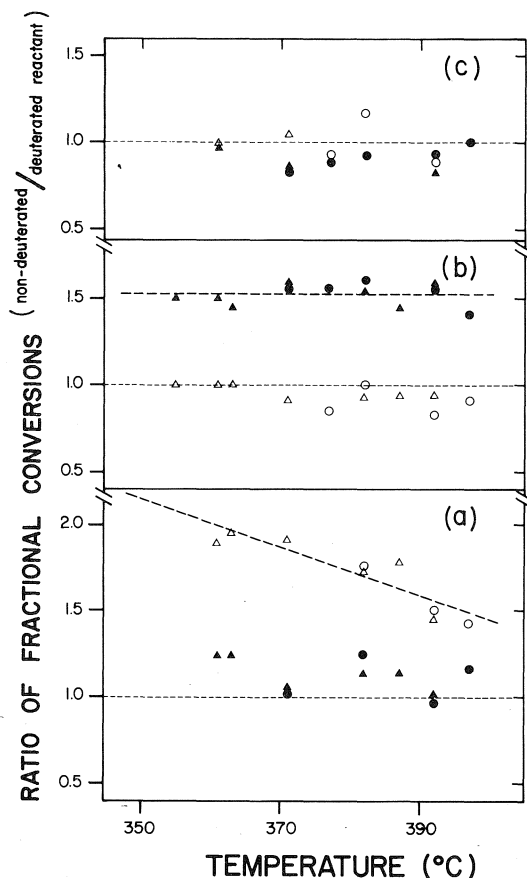 RATIO OF FRACTIONAL CONVERSIONS (non-deuterated/deuterated reactant)
1.5
(c)
1.0
0.5
(b)
1.5
1.0
0.5
(a)
2.0
1.5
1.0
0.5
350
370
390
TEMPERATURE (°C)